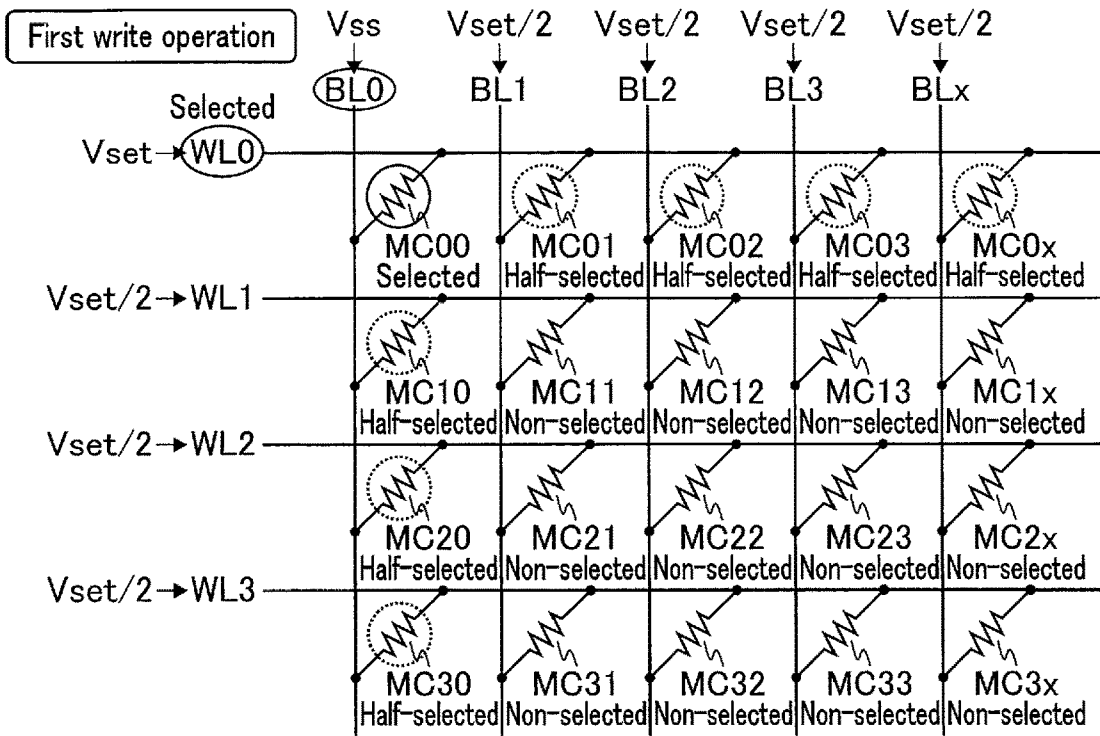 First write operation
Vss Vset/2 Vset/2 Vset/2 Vset/2
BL0 BL1 BL2 BL3 BLx
Selected
Vset WL0
MC00 MC01 MC02 MC03 MC0x
Selected Half-selected Half-selected Half-selected Half-selected
Vset/2 WL1
MC10 MC11 MC12 MC13 MC1x
Half-selected Non-selected Non-selected Non-selected Non-selected
Vset/2 WL2
MC20 MC21 MC22 MC23 MC2x
Half-selected Non-selected Non-selected Non-selected Non-selected
Vset/2 WL3
MC30 MC31 MC32 MC33 MC3x
Half-selected Non-selected Non-selected Non-selected Non-selected